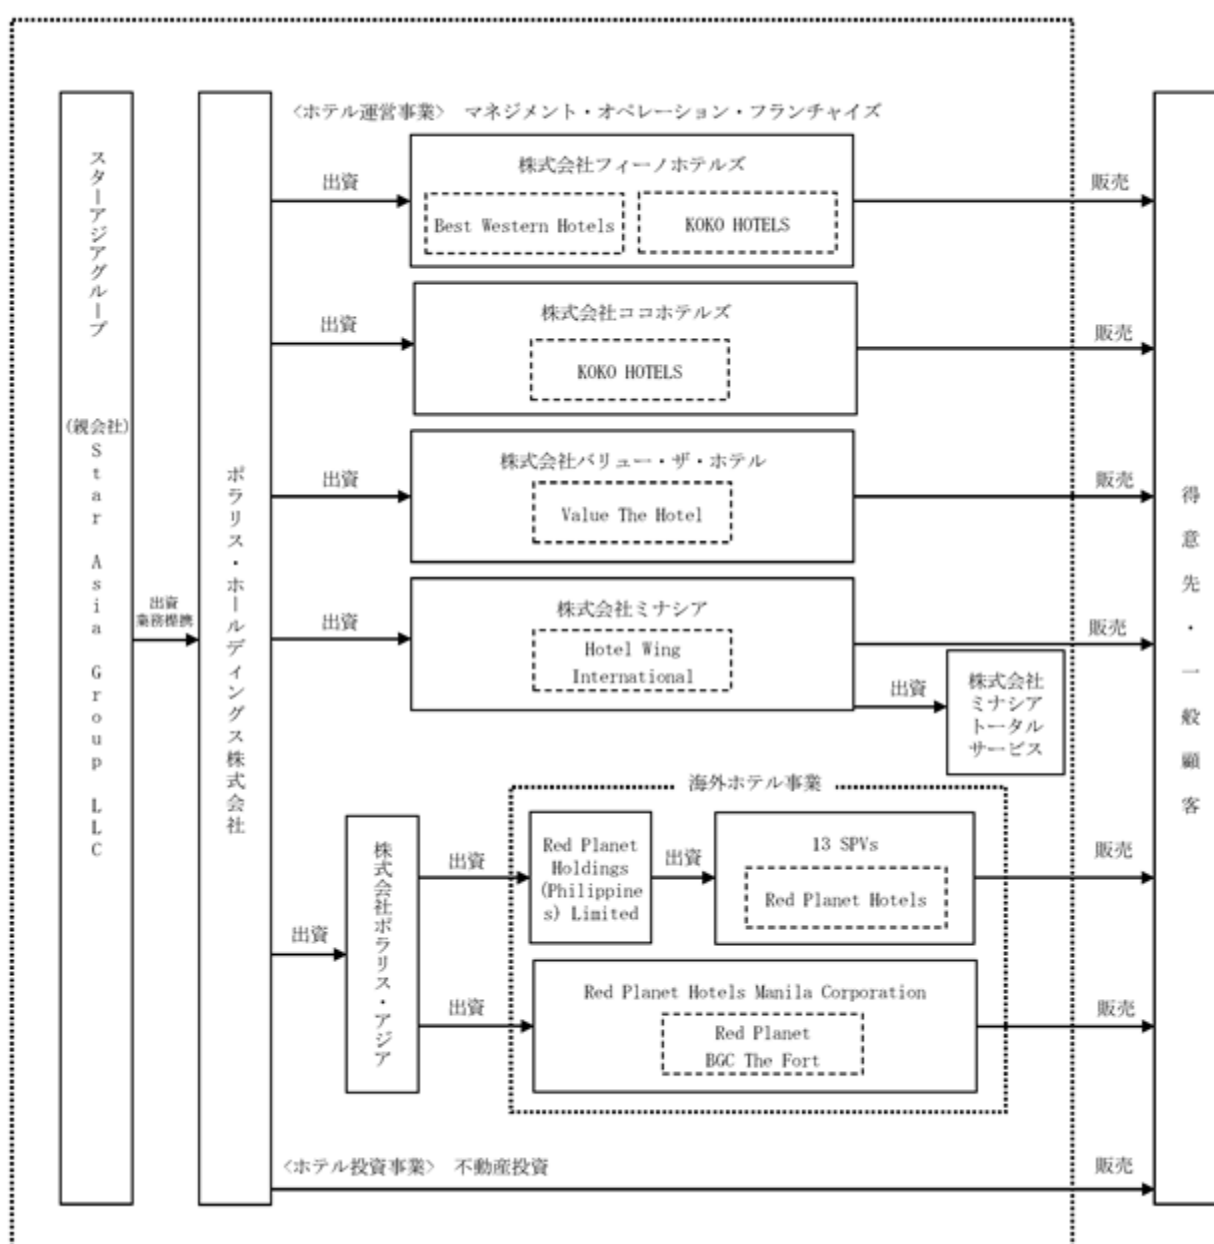 スターアジアグループ
(親会社)
Star Asia Group LLC
出資
業務提携
ポラリス・ホールディングス株式会社
〈ホテル運営事業〉 マネジメント・オペレーション・フランチャイズ
出資
株式会社フィーノホテルズ
Best Western Hotels
KOKO HOTELS
販売
出資
株式会社ココホテルズ
KOKO HOTELS
販売
出資
株式会社バリュー・ザ・ホテル
Value The Hotel
販売
出資
株式会社ミナシア
Hotel Wing
International
販売
出資
株式会社
ミナシア
トータル
サービス
海外ホテル事業
出資
株式会社ポラリス・アジア
出資
Red Planet
Holdings
(Philippine
s) Limited
出資
13 SPVs
Red Planet Hotels
販売
出資
Red Planet Hotels Manila Corporation
Red Planet
BGC The Fort
販売
〈ホテル投資事業〉 不動産投資
販売
得意先・一般顧客